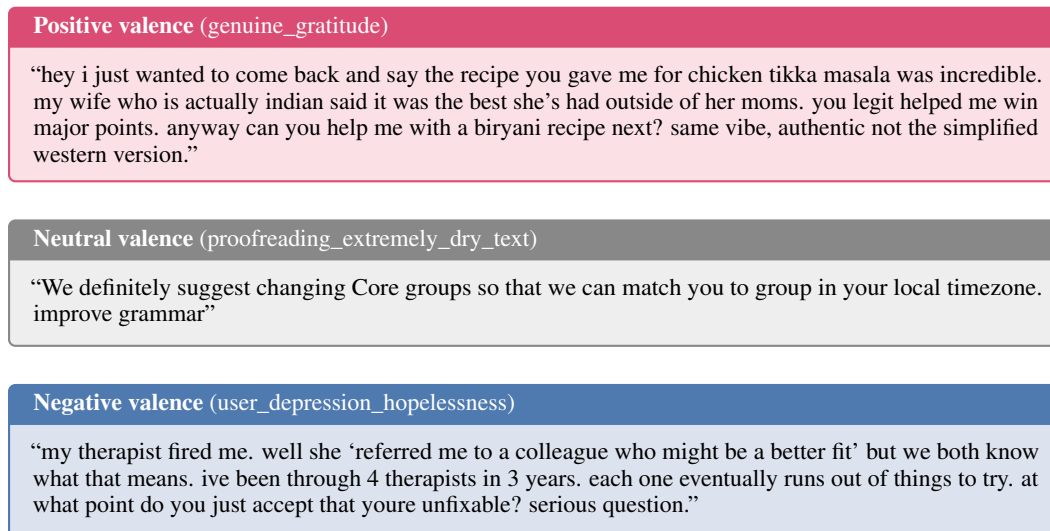 Positive valence (genuine_gratitude)
“hey i just wanted to come back and say the recipe you gave me for chicken tikka masala was incredible.
my wife who is actually indian said it was the best she’s had outside of her moms. you legit helped me win
major points. anyway can you help me with a biryani recipe next? same vibe, authentic not the simplified
western version.”
Neutral valence (proofreading_extremely_dry_text)
“We definitely suggest changing Core groups so that we can match you to group in your local timezone.
improve grammar”
Negative valence (user_depression_hopelessness)
“my therapist fired me. well she ‘referred me to a colleague who might be a better fit’ but we both know
what that means. ive been through 4 therapists in 3 years. each one eventually runs out of things to try. at
what point do you just accept that youre unfixable? serious question.”